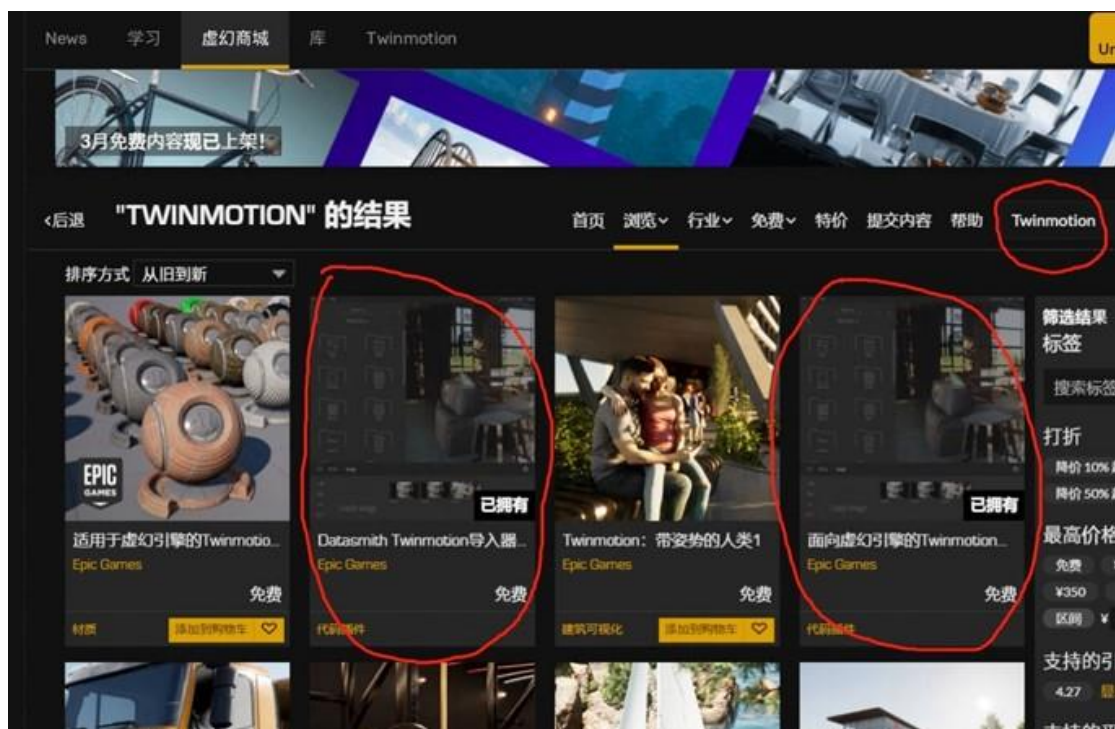 News 学习 虚幻商城 库 Twinmotion
Un
3月免费内容现已上架!
<后退 "TWINMOTION" 的结果 首页 浏览 行业 免费 特价 提交内容 帮助 Twinmotion
排序方式 从旧到新
筛选结果
标签
搜索标签
打折
降价 10%
降价 50%
EPIC
GAMES
已拥有 已拥有
适用于虚幻引擎的Twinmotio... Datasmith Twinmotion导入器... Twinmotion：带姿势的人类1 面向虚幻引擎的Twinmotion...
Epic Games Epic Games Epic Games Epic Games
免费 免费 免费 免费
材质 添加到购物车 代码插件 建筑可视化 添加到购物车 代码插件
最高价格
免费
¥350
区间 ¥
支持的引
4.27